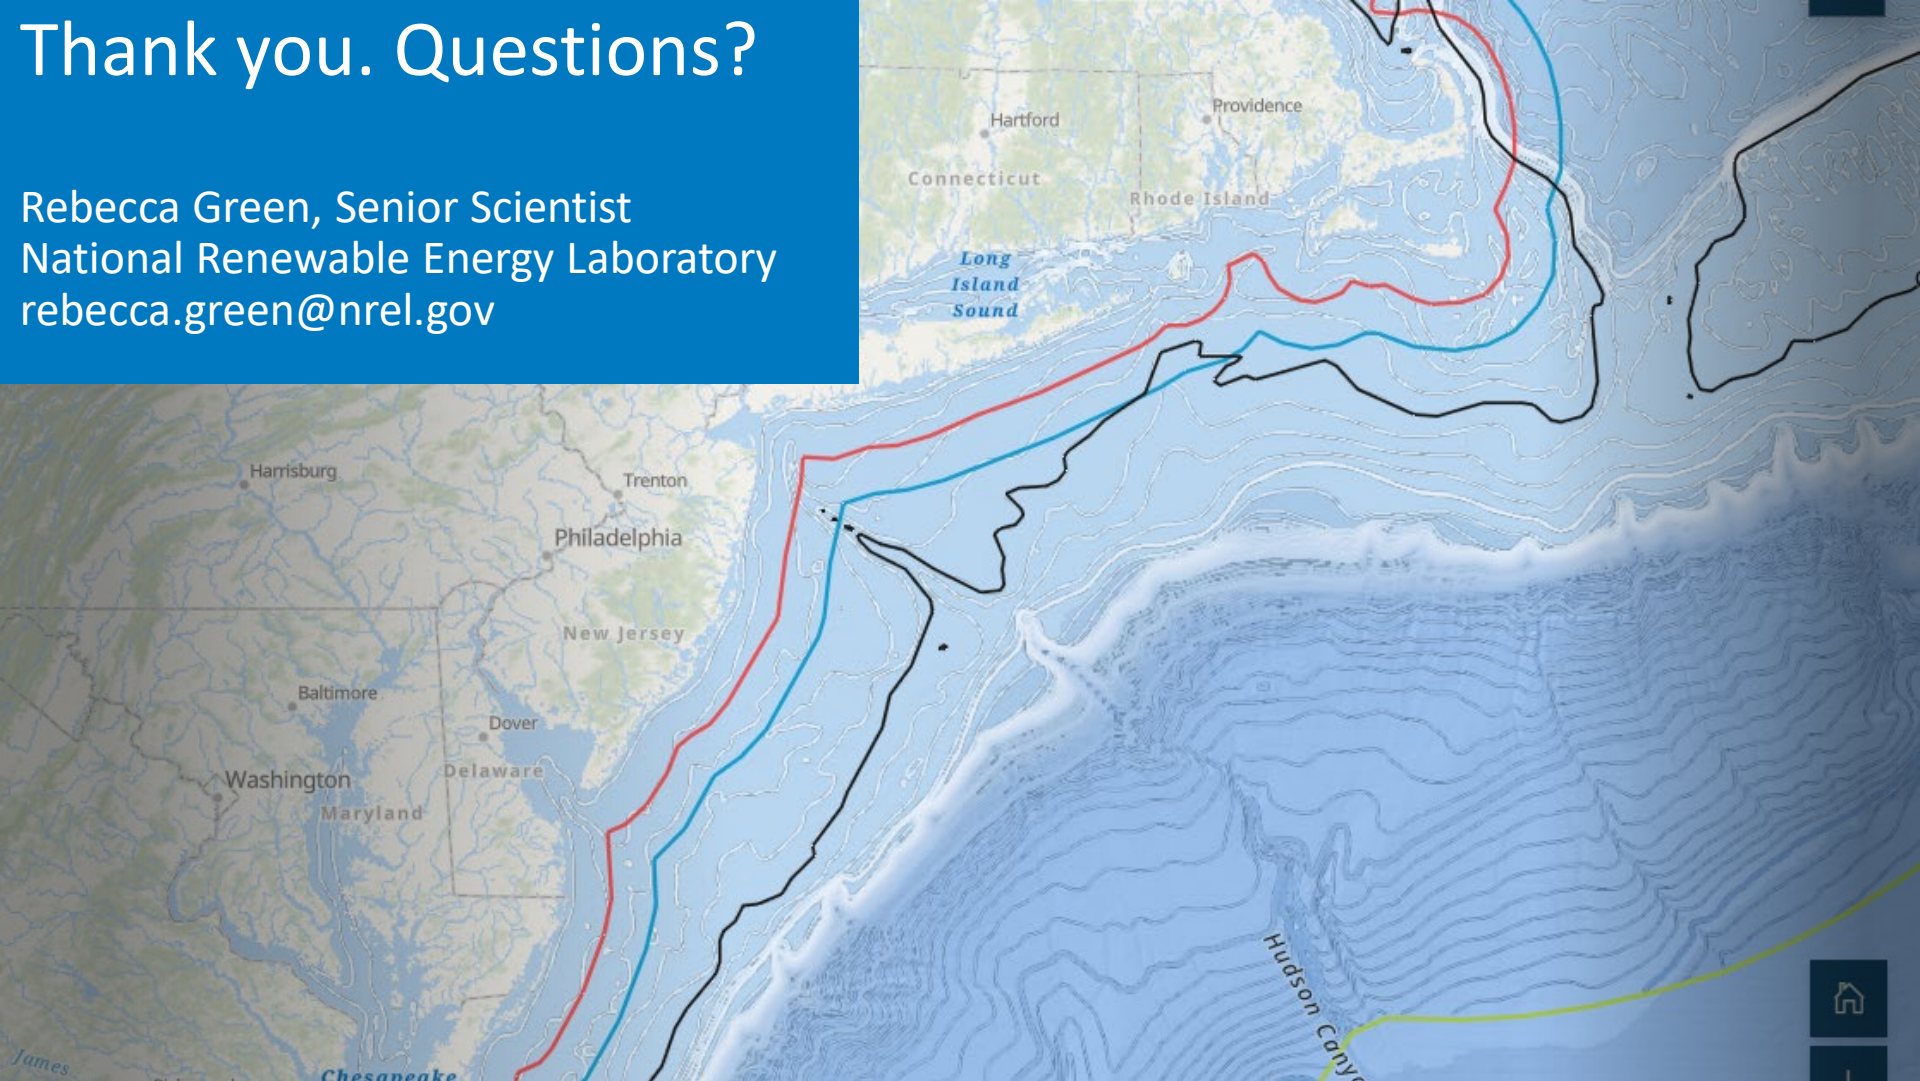 Thank you. Questions?
Rebecca Green, Senior Scientist
National Renewable Energy Laboratory
rebecca.green@nrel.gov
Providence
Hartford
Connecticut
Rhode Island
Long
Island
Sound
Harrisburg
Trenton
Philadelphia
New Jersey
Baltimore
Dover
Washington
Delaware
Maryland
Hudson Canyo
James
Chesapeake